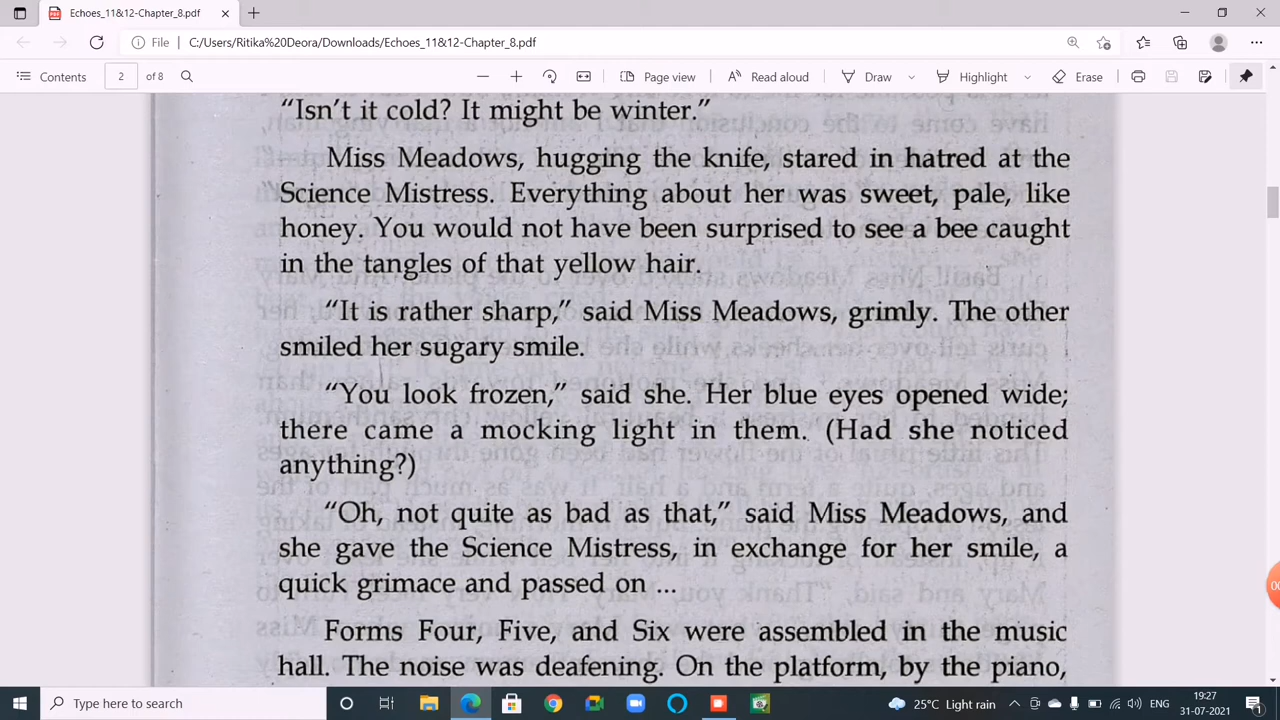 Echoes_11&12-Chapter_8.pdf
File C:/Users/Ritika%20Deora/Downloads/Echoes_11&12-Chapter_8.pdf
Contents 2 of 8 Page view Read aloud Draw Highlight Erase
“Isn’t it cold? It might be winter.”
Miss Meadows, hugging the knife, stared in hatred at the
Science Mistress. Everything about her was sweet, pale, like
honey. You would not have been surprised to see a bee caught
in the tangles of that yellow hair.
“It is rather sharp,” said Miss Meadows, grimly. The other
smiled her sugary smile.
“You look frozen,” said she. Her blue eyes opened wide;
there came a mocking light in them. (Had she noticed
anything?)
“Oh, not quite as bad as that,” said Miss Meadows, and
she gave the Science Mistress, in exchange for her smile, a
quick grimace and passed on ...
Forms Four, Five, and Six were assembled in the music
hall. The noise was deafening. On the platform, by the piano,
Type here to search
25°C Light rain
ENG
19:27
31-07-2021